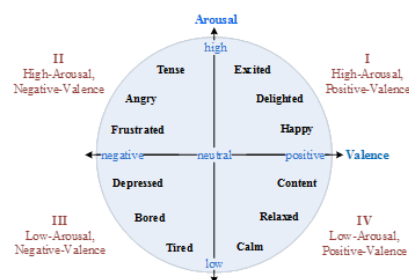 Arousal
high
II
High-Arousal,
Negative-Valence
I
High-Arousal,
Positive-Valence
Tense
Excited
Angry
Delighted
Frustrated
Happy
negative
neutral
positive
Valence
Depressed
Content
Bored
Relaxed
Tired
Calm
III
Low-Arousal,
Negative-Valence
IV
Low-Arousal,
Positive-Valence
low